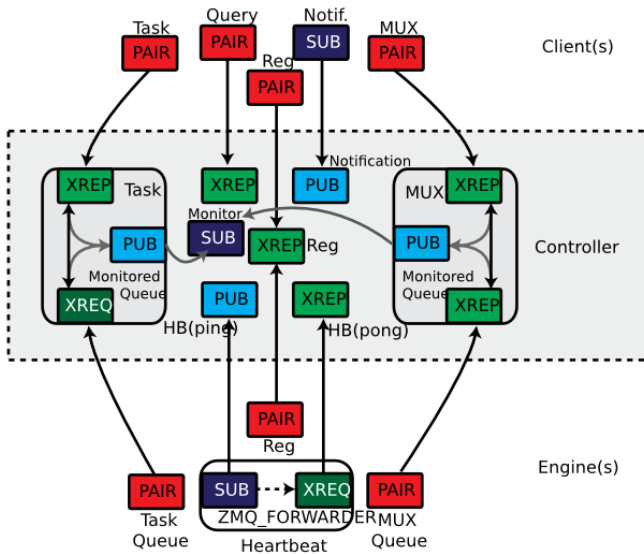 Task
Query
Notif.
MUX
Client(s)
PAIR
PAIR
SUB
PAIR
Reg
PAIR
Notification
XREP
Task
XREP
PUB
MUX
XREP
Monitor
PUB
SUB
XREP
Reg
PUB
Controller
Monitored
Queue
Monitored
Queue
XREQ
PUB
XREP
XREP
HB(ping)
HB(pong)
PAIR
Reg
Engine(s)
PAIR
SUB
XREQ
PAIR
Task
Queue
ZMQ_FORWARDER
MUX
Queue
Heartbeat